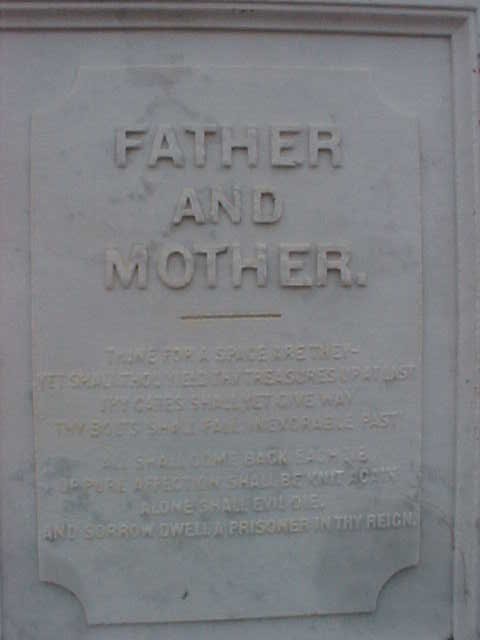 FATHER
AND
MOTHER.
THINE FOR A SPACE ARE THEY—
YET SHALL THOU YIELD THY TREASURES UP AT LAST
THY GATES SHALL YET GIVE WAY
THY BOLTS SHALL FALL INEXORABLE PAST
ALL SHALL COME BACK EACH TIE
OF PURE AFFECTION SHALL BE KNIT AGAIN
ALONE SHALL EVIL DIE,
AND SORROW DWELL A PRISONER IN THY REIGN.